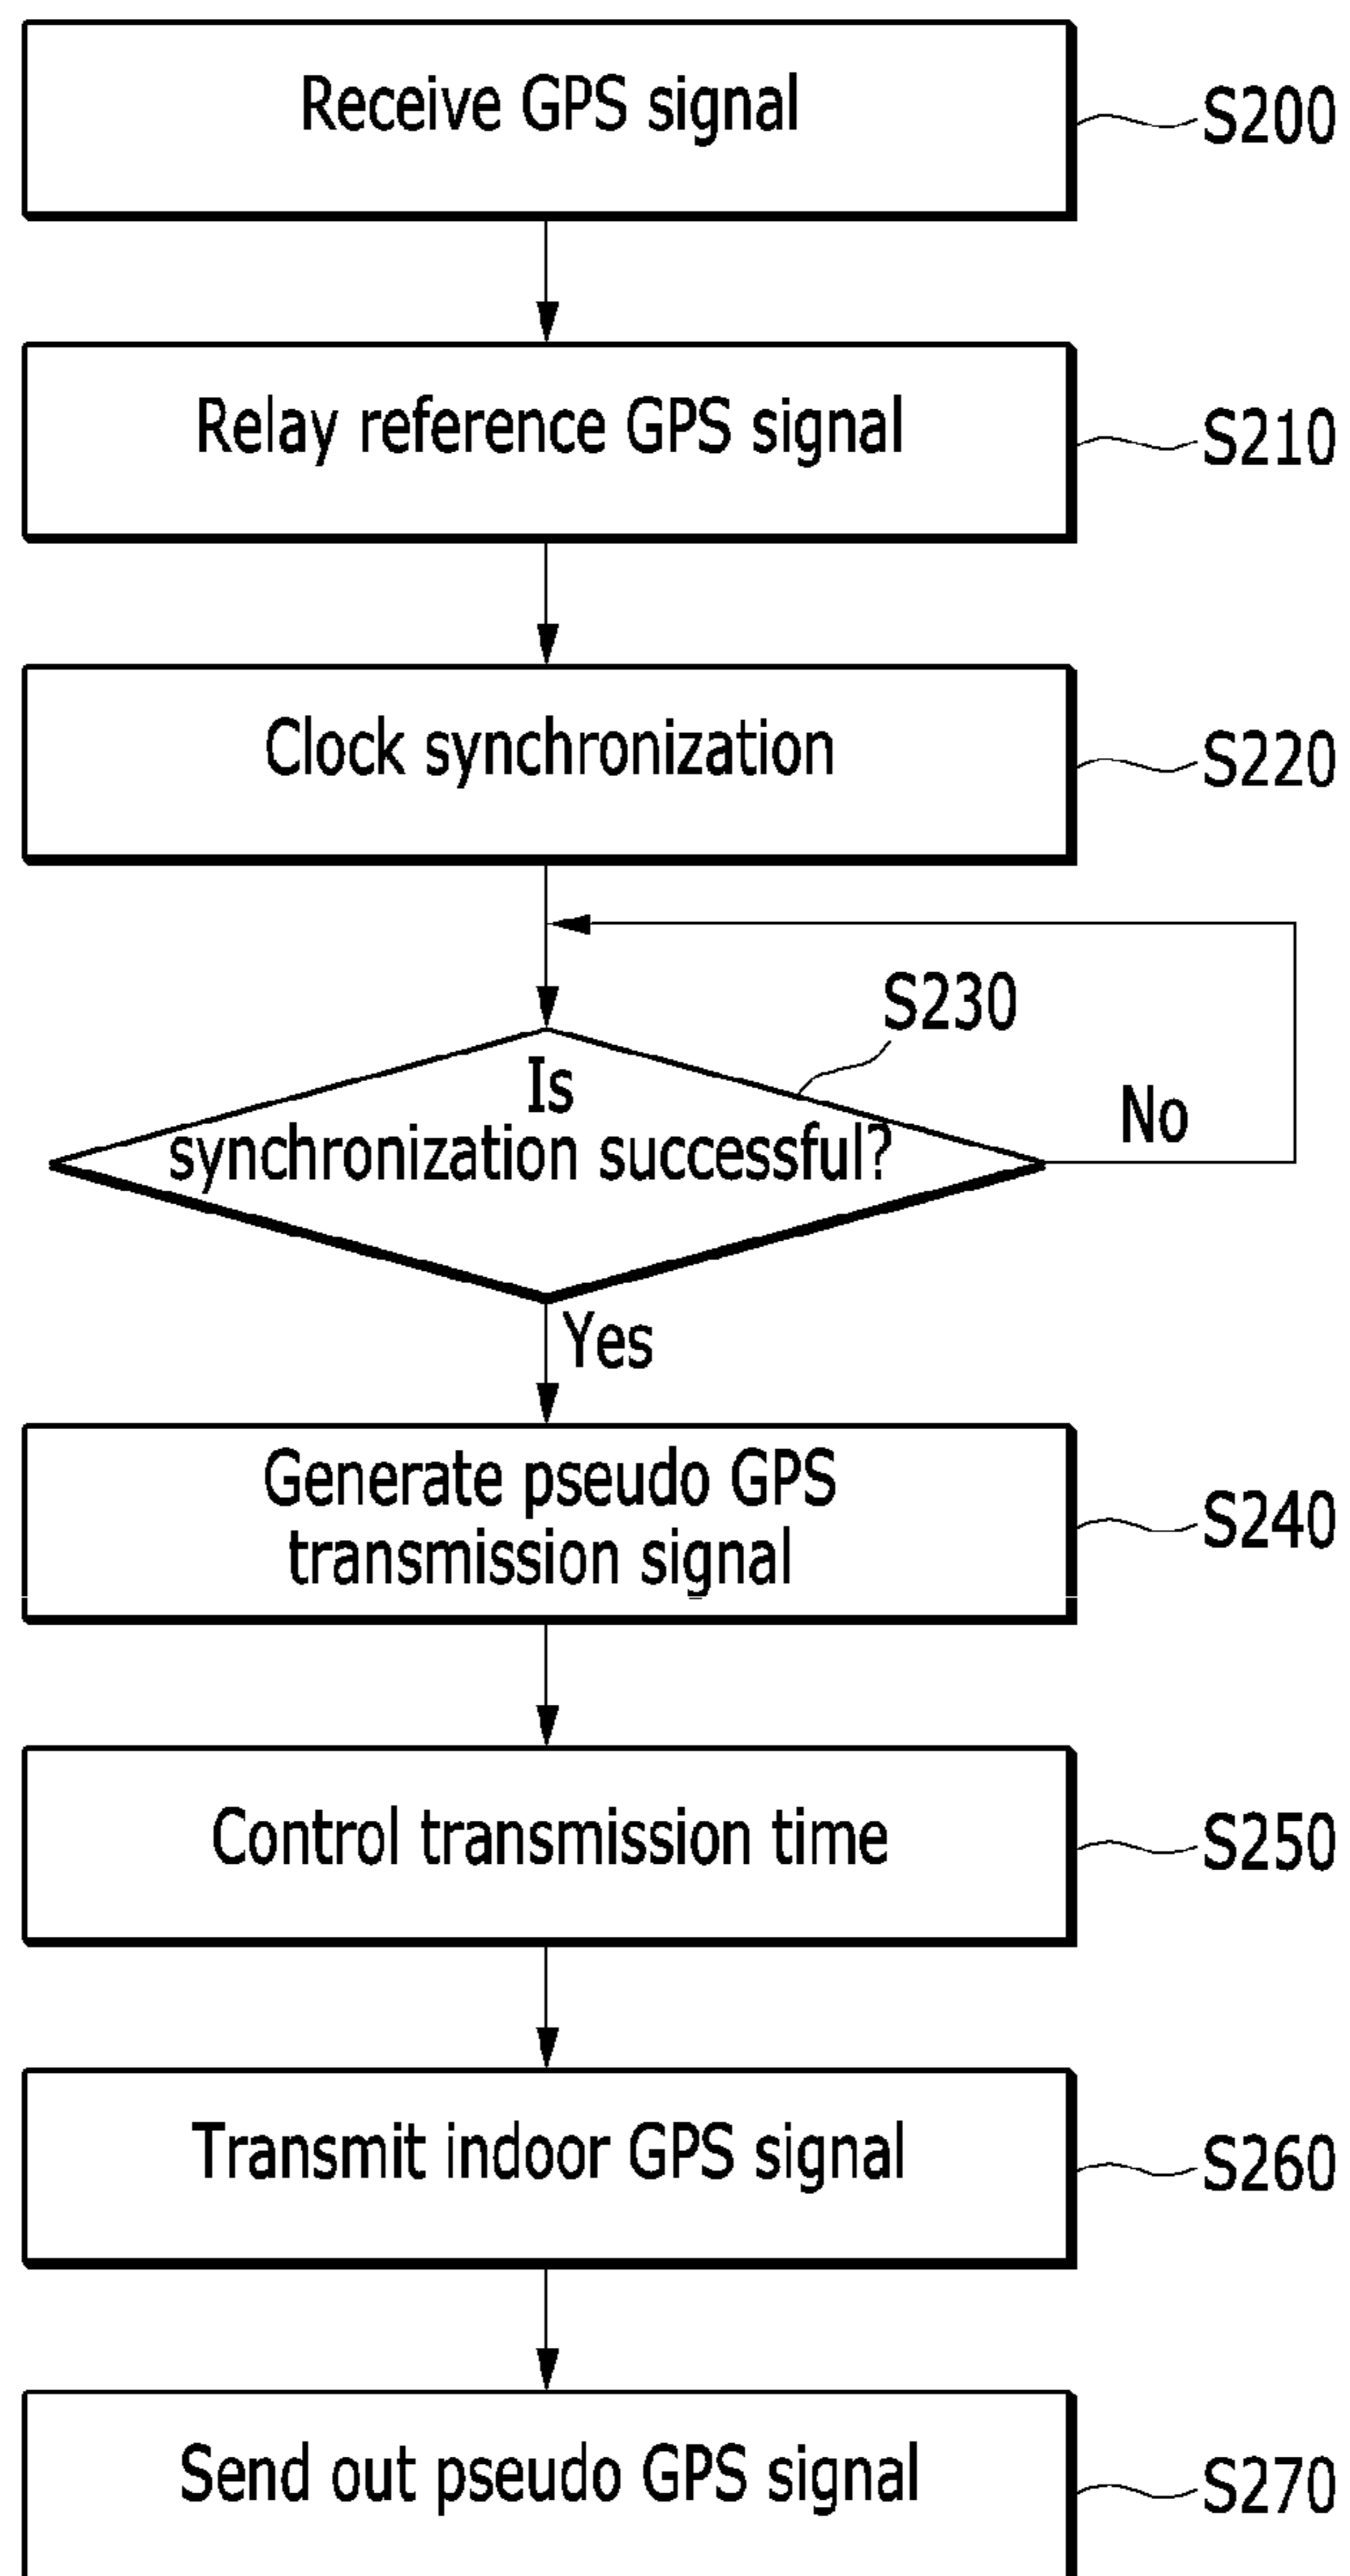 Receive GPS signal
S200
Relay reference GPS signal
S210
Clock synchronization
S220
S230
Is
synchronization successful?
No
Yes
Generate pseudo GPS
transmission signal
S240
Control transmission time
S250
Transmit indoor GPS signal
S260
Send out pseudo GPS signal
S270